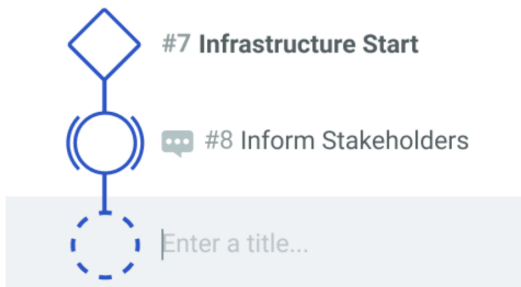 #7 Infrastructure Start
#8 Inform Stakeholders
Enter a title...